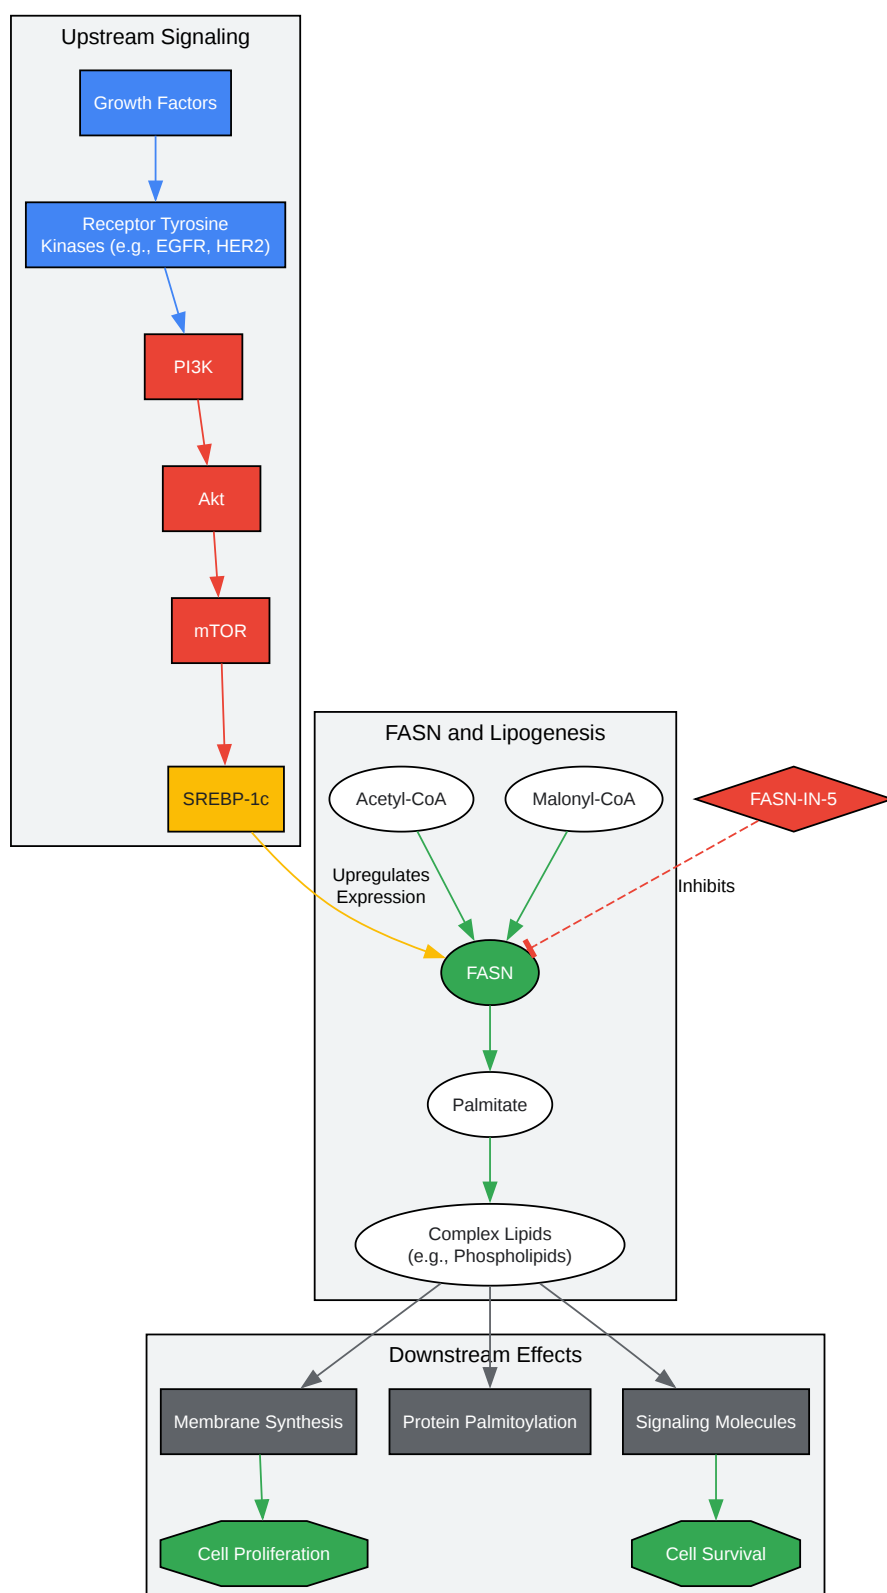 Upstream Signaling
Growth Factors
Receptor Tyrosine
Kinases (e.g., EGFR, HER2)
PI3K
Akt
mTOR
SREBP-1c
FASN and Lipogenesis
Acetyl-CoA
Malonyl-CoA
FASN-IN-5
Upregulates
Expression
Inhibits
FASN
Palmitate
Complex Lipids
(e.g., Phospholipids)
Downstream Effects
Membrane Synthesis
Protein Palmitoylation
Signaling Molecules
Cell Proliferation
Cell Survival